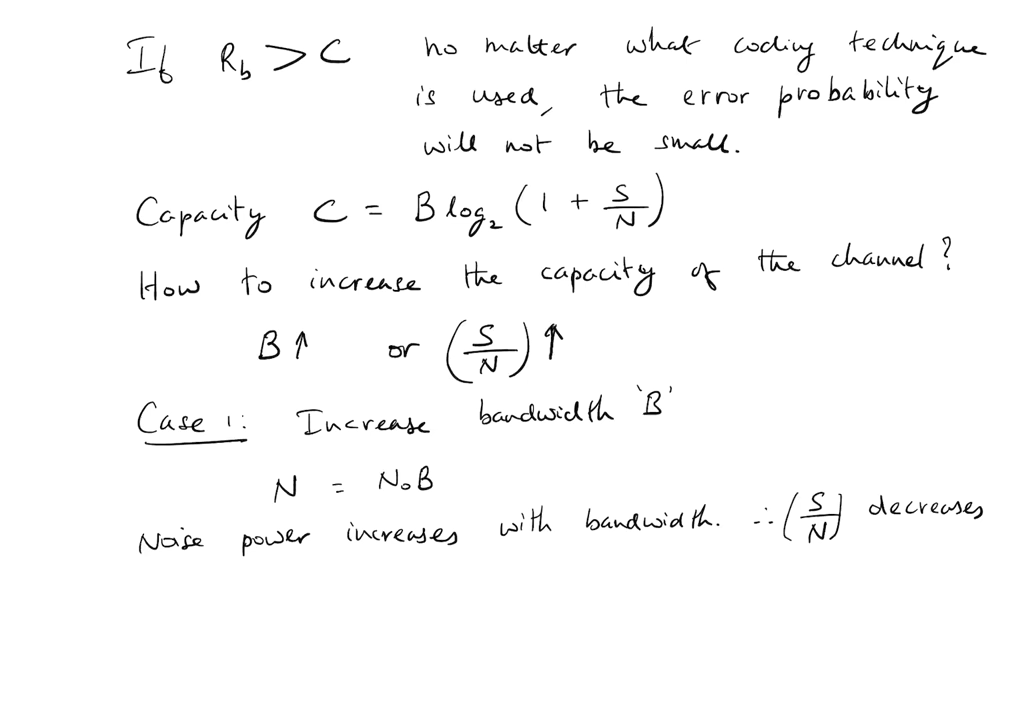 If R_b > C no matter what coding technique
is used, the error probability
will not be small.
Capacity C = B log₂ (1 + S/N)
How to increase the capacity of the channel?
B ↑ or (S/N) ↑
Case 1: Increase bandwidth 'B'
N = N₀B
Noise power increases with bandwidth. ∴ (S/N) decreases